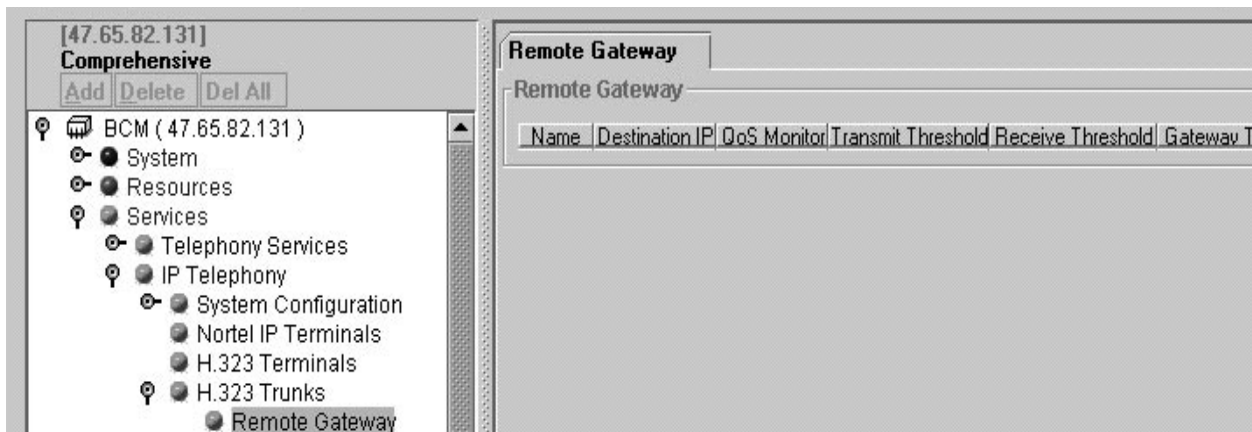 [47.65.82.131]
Comprehensive
Add Delete Del All
BCM ( 47.65.82.131 )
System
Resources
Services
Telephony Services
IP Telephony
System Configuration
Nortel IP Terminals
H.323 Terminals
H.323 Trunks
Remote Gateway
Remote Gateway
Remote Gateway
Name Destination IP QoS Monitor Transmit Threshold Receive Threshold Gateway T